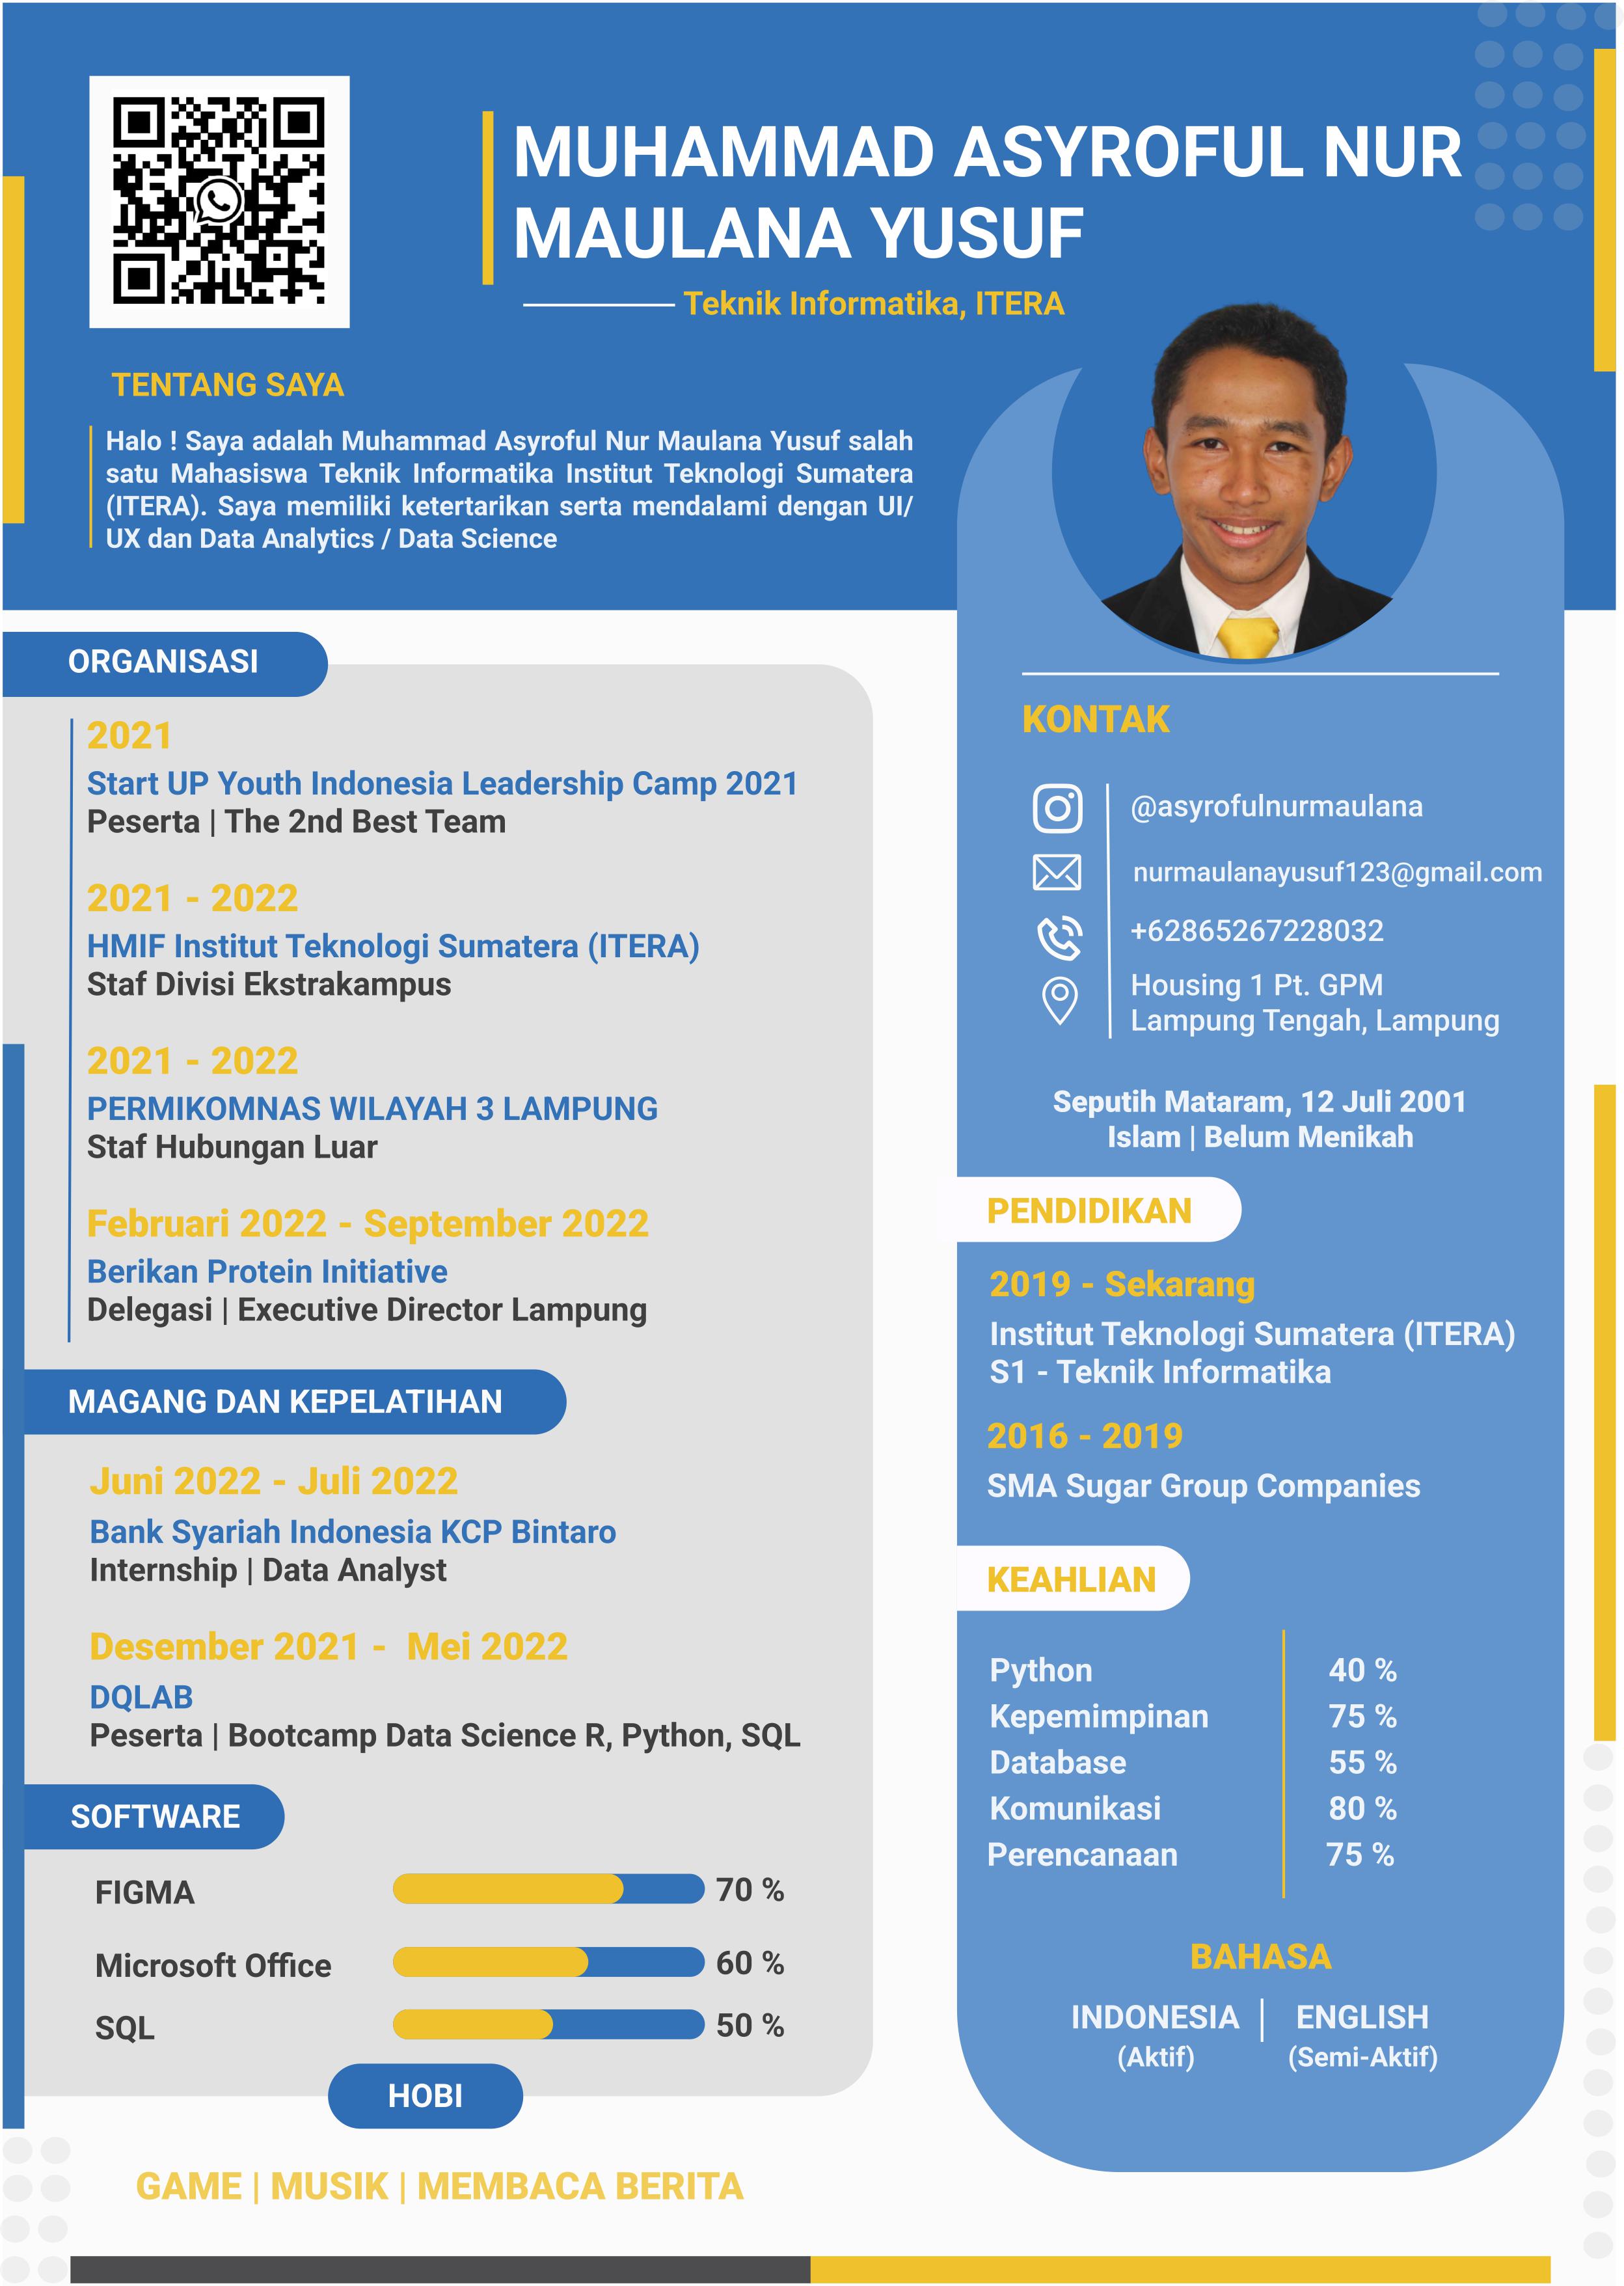 MUHAMMAD ASYROFUL NUR
MAULANA YUSUF
Teknik Informatika, ITERA
TENTANG SAYA
Halo ! Saya adalah Muhammad Asyroful Nur Maulana Yusuf salah
satu Mahasiswa Teknik Informatika Institut Teknologi Sumatera
(ITERA). Saya memiliki ketertarikan serta mendalami dengan UI/
UX dan Data Analytics / Data Science
ORGANISASI
2021
Start UP Youth Indonesia Leadership Camp 2021
Peserta | The 2nd Best Team
2021 - 2022
HMIF Institut Teknologi Sumatera (ITERA)
Staf Divisi Ekstrakampus
2021 - 2022
PERMIKOMNAS WILAYAH 3 LAMPUNG
Staf Hubungan Luar
Februari 2022 - September 2022
Berikan Protein Initiative
Delegasi | Executive Director Lampung
MAGANG DAN KEPELATIHAN
Juni 2022 - Juli 2022
Bank Syariah Indonesia KCP Bintaro
Internship | Data Analyst
Desember 2021 - Mei 2022
DQLAB
Peserta | Bootcamp Data Science R, Python, SQL
SOFTWARE
FIGMA 70 %
Microsoft Office 60 %
SQL 50 %
HOBI
GAME | MUSIK | MEMBACA BERITA
KONTAK
@asyrofulnurmaulana
nurmaulanayusuf123@gmail.com
+62865267228032
Housing 1 Pt. GPM
Lampung Tengah, Lampung
Seputih Mataram, 12 Juli 2001
Islam | Belum Menikah
PENDIDIKAN
2019 - Sekarang
Institut Teknologi Sumatera (ITERA)
S1 - Teknik Informatika
2016 - 2019
SMA Sugar Group Companies
KEAHLIAN
Python 40 %
Kepemimpinan 75 %
Database 55 %
Komunikasi 80 %
Perencanaan 75 %
BAHASA
INDONESIA | ENGLISH
(Aktif) (Semi-Aktif)